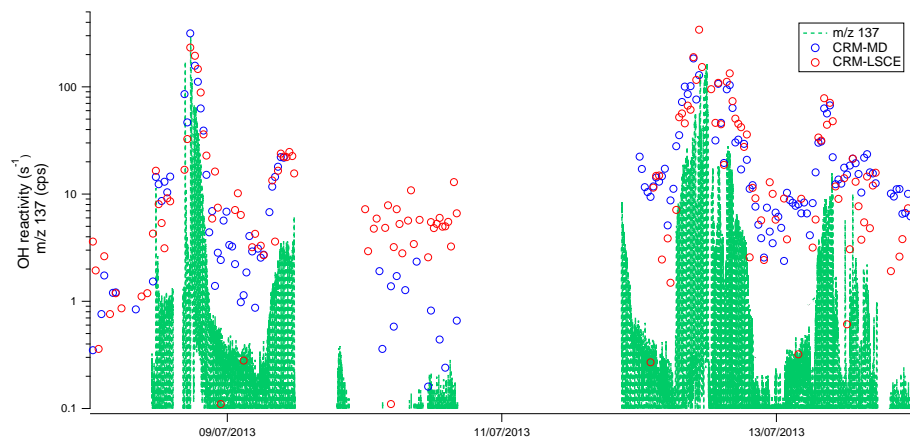 OH reactivity (s⁻¹)
m/z 137 (cps)
100
10
1
0.1
09/07/2013
11/07/2013
13/07/2013
m/z 137
CRM-MD
CRM-LSCE